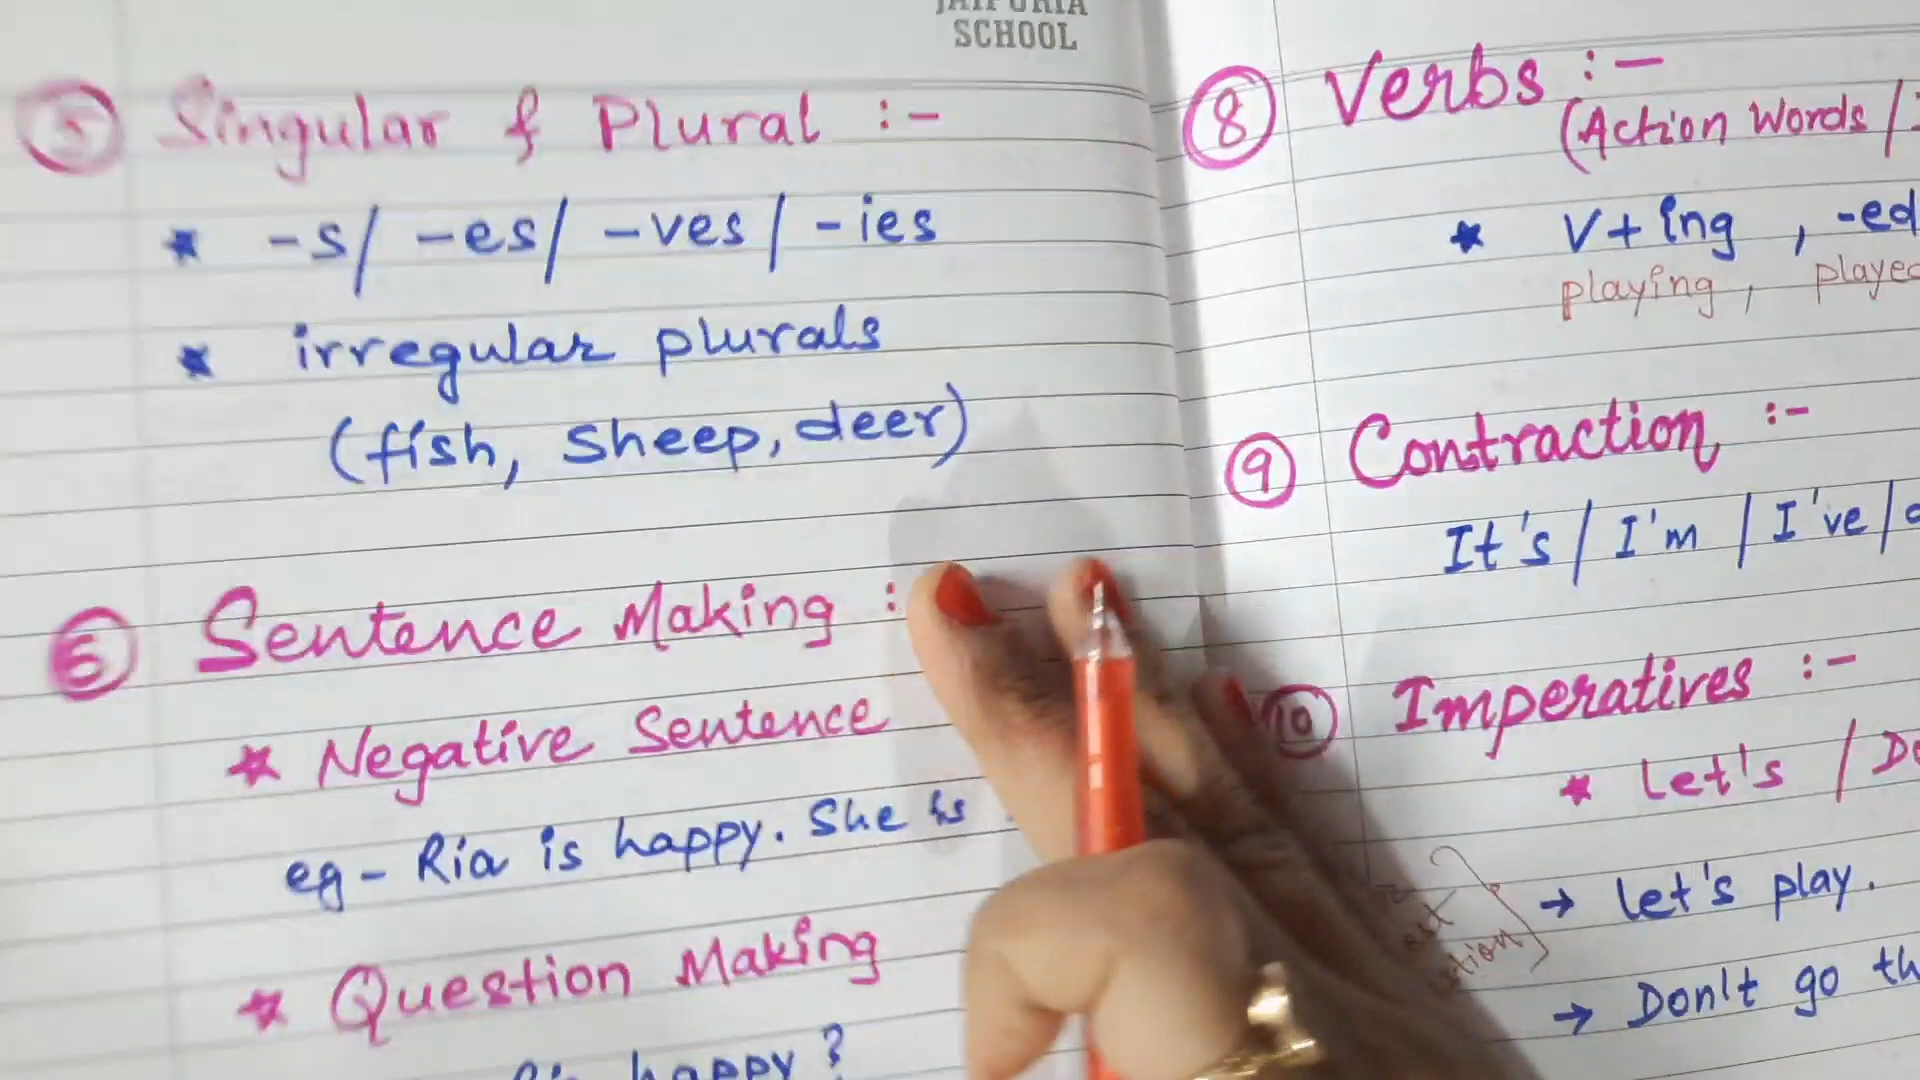 SCHOOL
5 Singular & Plural :-
* -s/ -es/ -ves / -ies
* irregular plurals
(fish, Sheep, deer)
6 Sentence Making :
* Negative Sentence
eg - Ria is happy. She is
* Question Making
happy ?
8 Verbs :-
(Action Words /
* V+ing , -ed
playing, played
9 Contraction :-
It's / I'm / I've /
10 Imperatives :-
* Let's /
→ Let's play.
→ Don't go